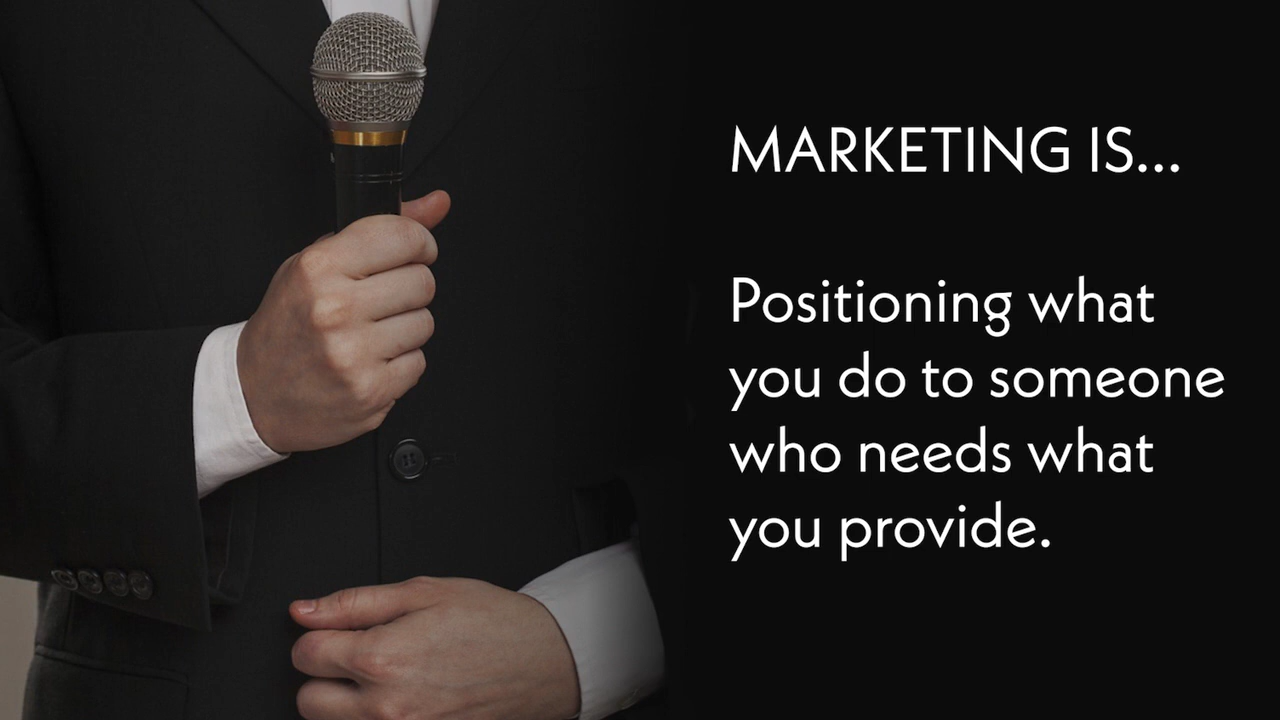 MARKETING IS...
Positioning what
you do to someone
who needs what
you provide.